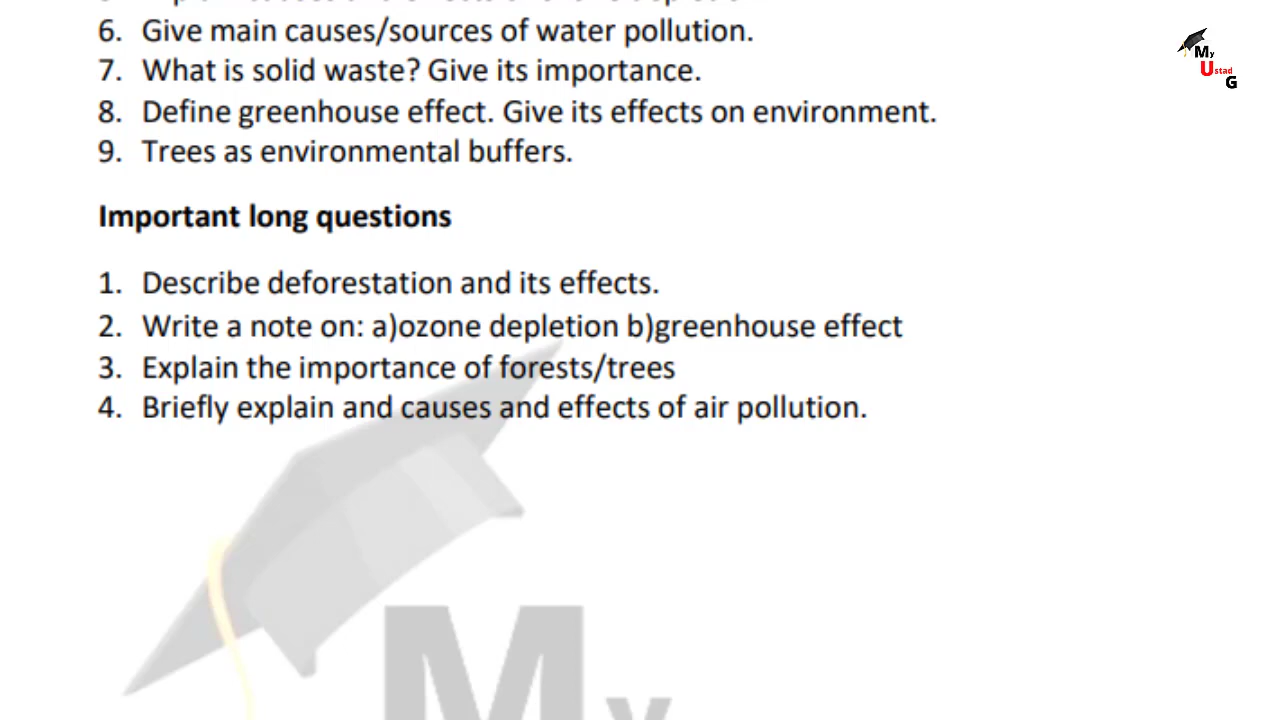 6. Give main causes/sources of water pollution.
7. What is solid waste? Give its importance.
8. Define greenhouse effect. Give its effects on environment.
9. Trees as environmental buffers.
Important long questions
1. Describe deforestation and its effects.
2. Write a note on: a)ozone depletion b)greenhouse effect
3. Explain the importance of forests/trees
4. Briefly explain and causes and effects of air pollution.
My
Ustad
G
My